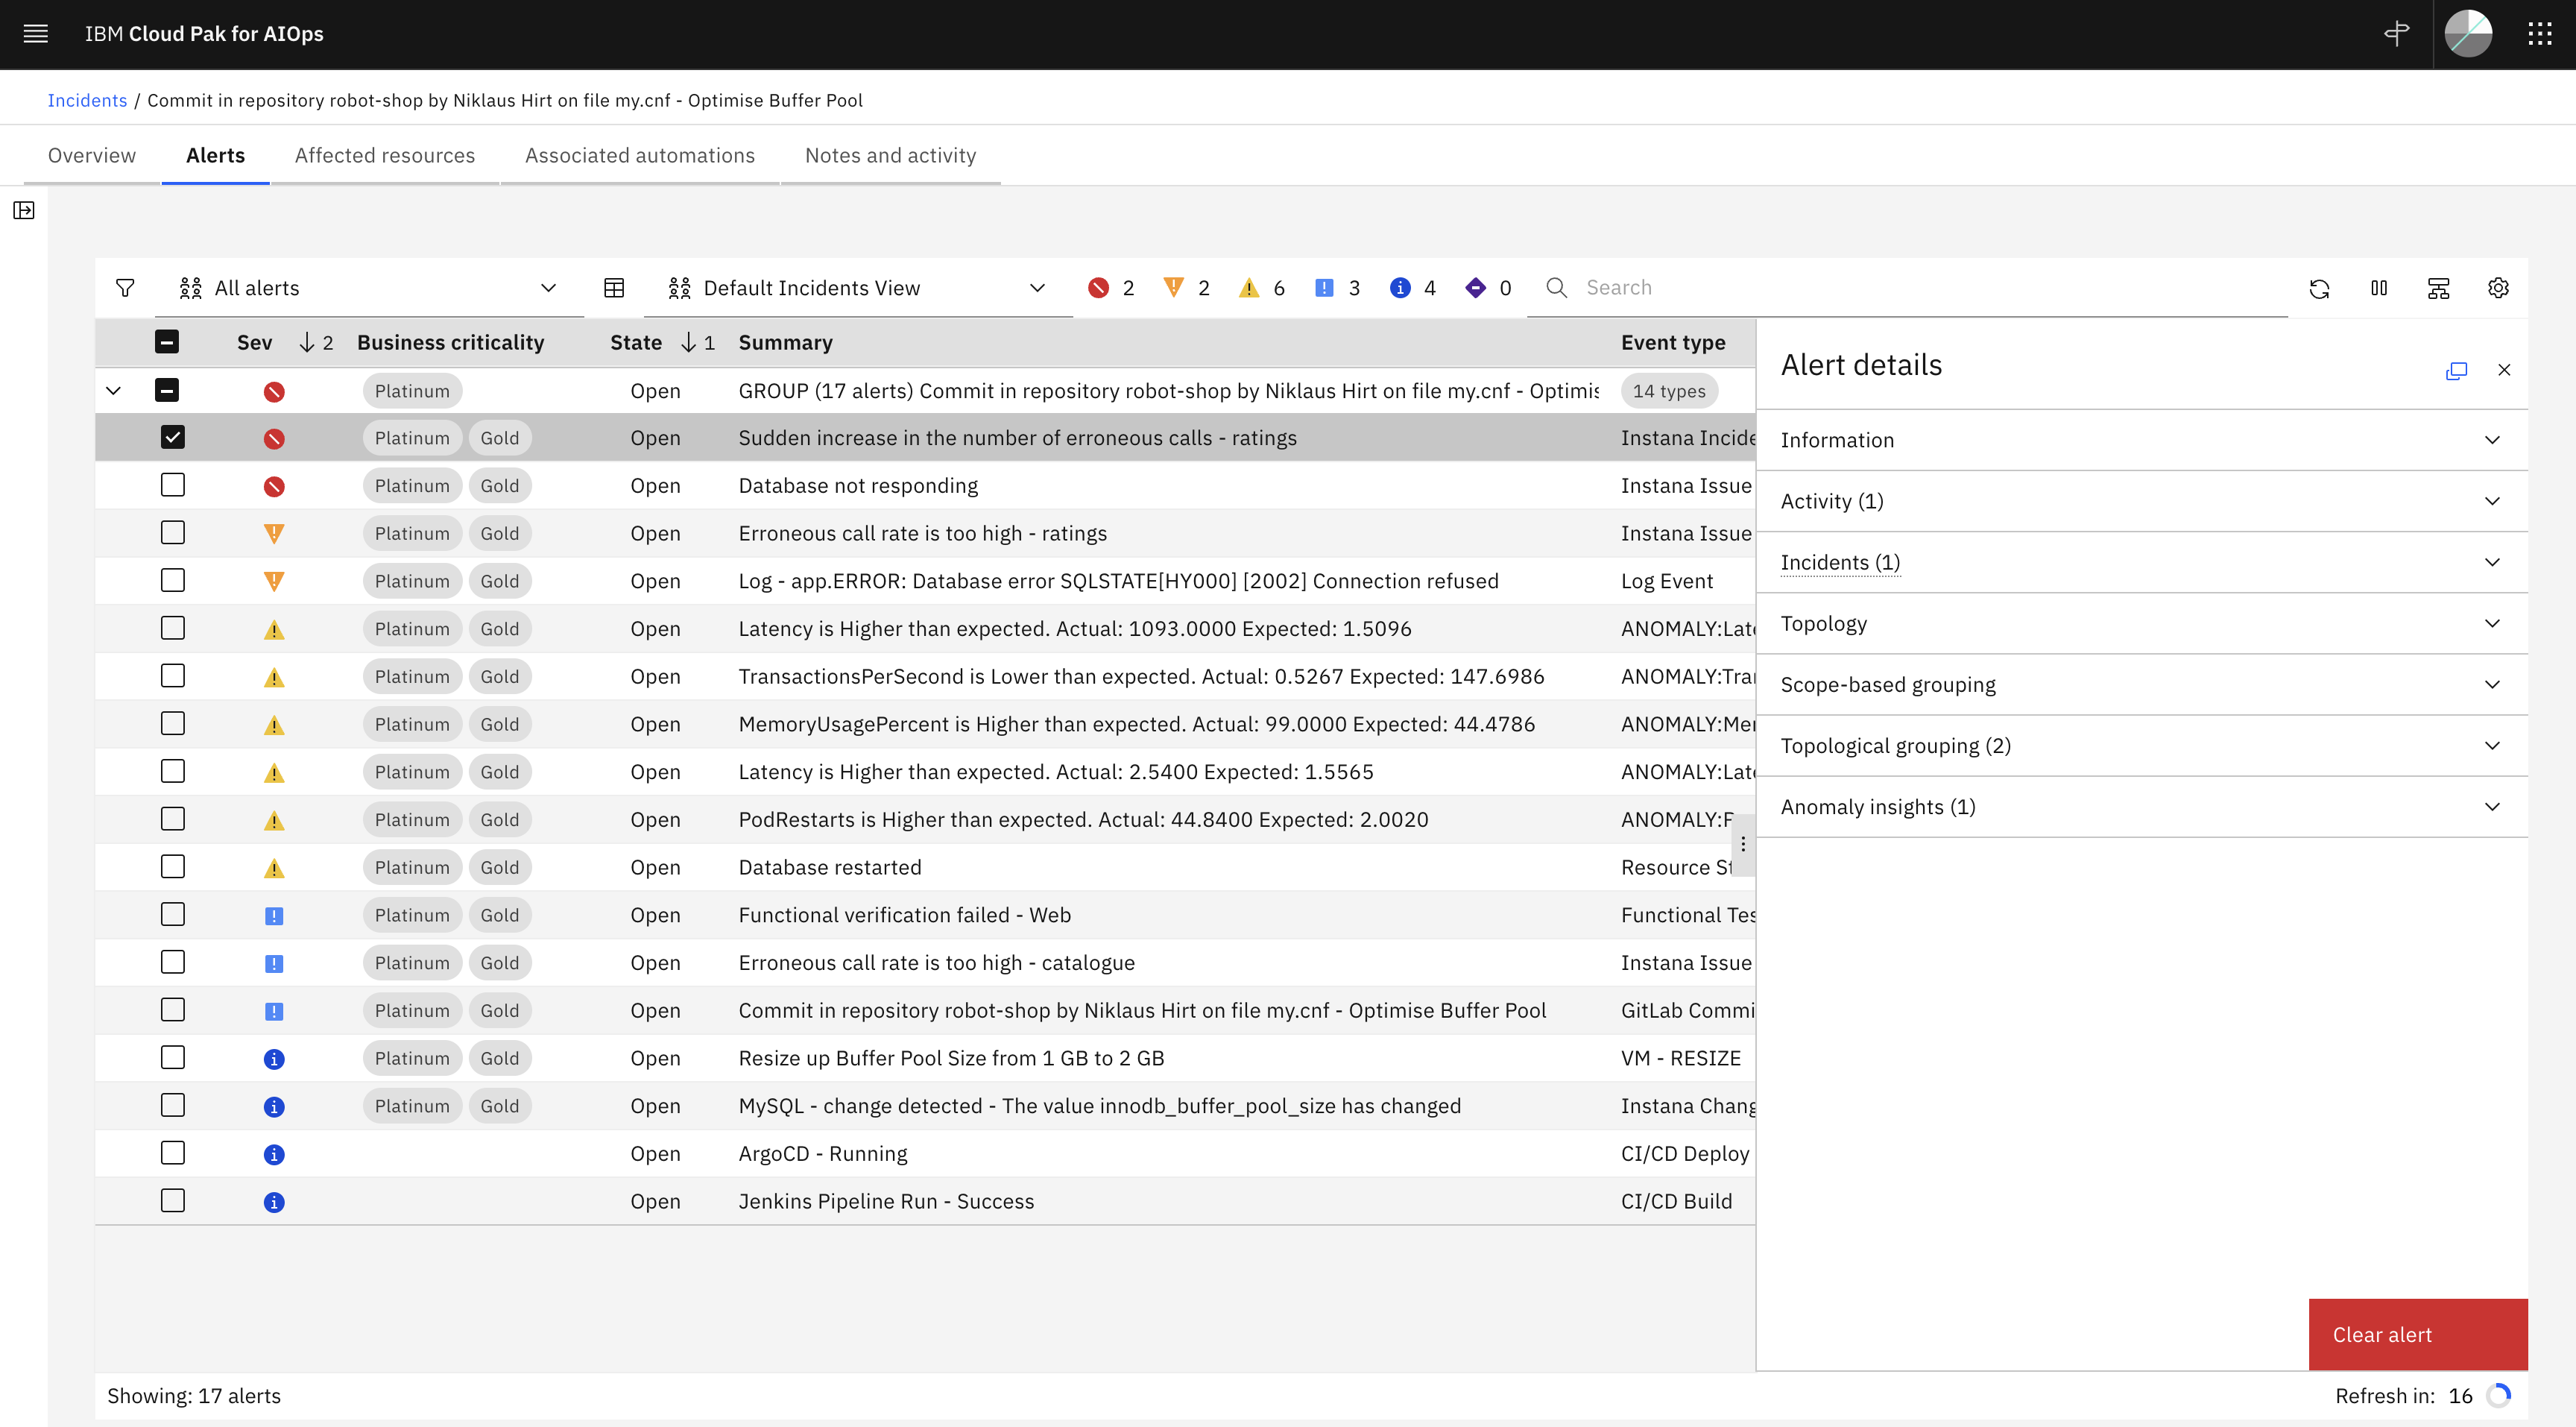 IBM Cloud Pak for AIOps
Incidents / Commit in repository robot-shop by Niklaus Hirt on file my.cnf - Optimise Buffer Pool
Overview Alerts Affected resources Associated automations Notes and activity
All alerts Default Incidents View 2 2 6 3 4 0 Search
Sev 2 Business criticality State 1 Summary Event type
Platinum Open GROUP (17 alerts) Commit in repository robot-shop by Niklaus Hirt on file my.cnf - Optimis 14 types
Platinum Gold Open Sudden increase in the number of erroneous calls - ratings Instana Incide
Platinum Gold Open Database not responding Instana Issue
Platinum Gold Open Erroneous call rate is too high - ratings Instana Issue
Platinum Gold Open Log - app.ERROR: Database error SQLSTATE[HY000] [2002] Connection refused Log Event
Platinum Gold Open Latency is Higher than expected. Actual: 1093.0000 Expected: 1.5096 ANOMALY:Late
Platinum Gold Open TransactionsPerSecond is Lower than expected. Actual: 0.5267 Expected: 147.6986 ANOMALY:Tra
Platinum Gold Open MemoryUsagePercent is Higher than expected. Actual: 99.0000 Expected: 44.4786 ANOMALY:Me
Platinum Gold Open Latency is Higher than expected. Actual: 2.5400 Expected: 1.5565 ANOMALY:Late
Platinum Gold Open PodRestarts is Higher than expected. Actual: 44.8400 Expected: 2.0020 ANOMALY:P
Platinum Gold Open Database restarted Resource St
Platinum Gold Open Functional verification failed - Web Functional Tes
Platinum Gold Open Erroneous call rate is too high - catalogue Instana Issue
Platinum Gold Open Commit in repository robot-shop by Niklaus Hirt on file my.cnf - Optimise Buffer Pool GitLab Commi
Platinum Gold Open Resize up Buffer Pool Size from 1 GB to 2 GB VM - RESIZE
Platinum Gold Open MySQL - change detected - The value innodb_buffer_pool_size has changed Instana Chang
Open ArgoCD - Running CI/CD Deploy
Open Jenkins Pipeline Run - Success CI/CD Build
Alert details
Information
Activity (1)
Incidents (1)
Topology
Scope-based grouping
Topological grouping (2)
Anomaly insights (1)
Clear alert
Showing: 17 alerts Refresh in: 16